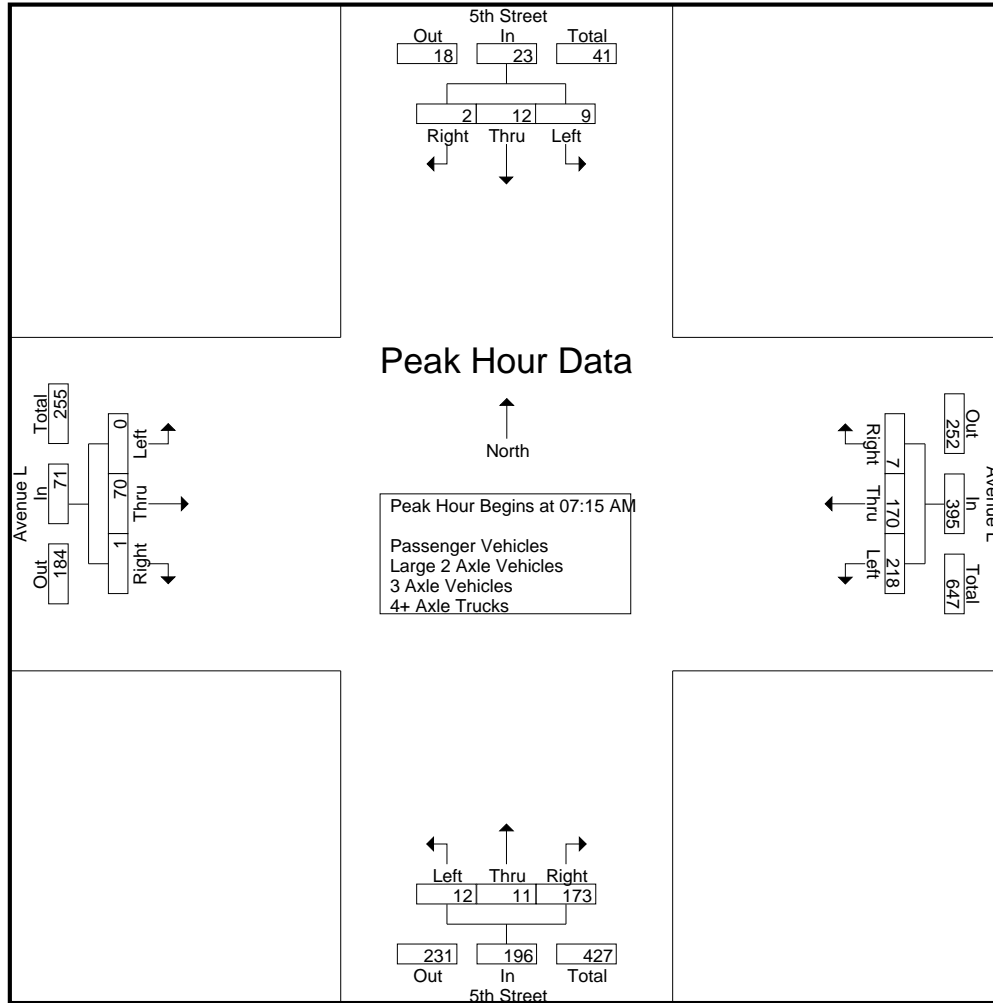 5th Street
Out In Total
18 23 41
2 12 9
Right Thru Left
Peak Hour Data
North
Peak Hour Begins at 07:15 AM
Passenger Vehicles
Large 2 Axle Vehicles
3 Axle Vehicles
4+ Axle Trucks
Avenue L
Out In Total
184 71 255
1 70 0
Right Thru Left
Avenue L
Out In Total
252 395 647
7 170 218
Right Thru Left
Left Thru Right
12 11 173
231 196 427
Out In Total
5th Street